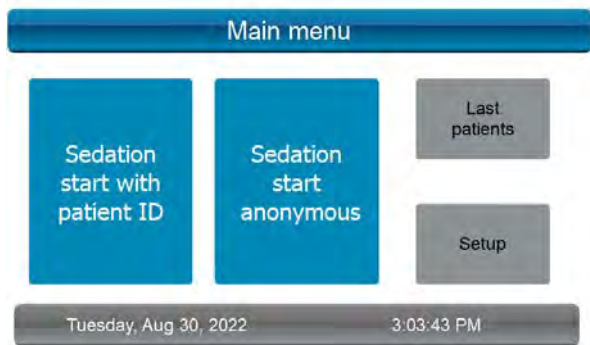 Main menu
Sedation
start with
patient ID
Sedation
start
anonymous
Last
patients
Setup
Tuesday, Aug 30, 2022 3:03:43 PM